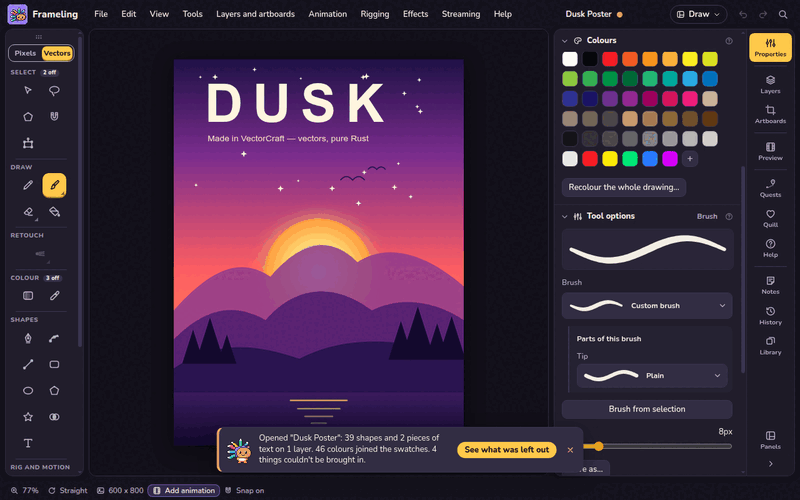 Frameling
File Edit View Tools Layers and artboards Animation Rigging Effects Streaming Help
Dusk Poster
Draw
Pixels Vectors
SELECT 2 off
DRAW
RETOUCH
COLOUR 3 off
SHAPES
RIG AND MOTION
DUSK
Made in VectorCraft — vectors, pure Rust
Opened "Dusk Poster": 39 shapes and 2 pieces of
text on 1 layer. 46 colours joined the swatches. 4
things couldn't be brought in.
See what was left out
Colours
+
Recolour the whole drawing...
Tool options Brush
Brush
Custom brush
Parts of this brush
Tip
Plain
Brush from selection
8px
Properties
Layers
Artboards
Preview
Quests
Quill
Help
Notes
History
Library
Panels
77% Straight 600 x 800 Add animation Snap on